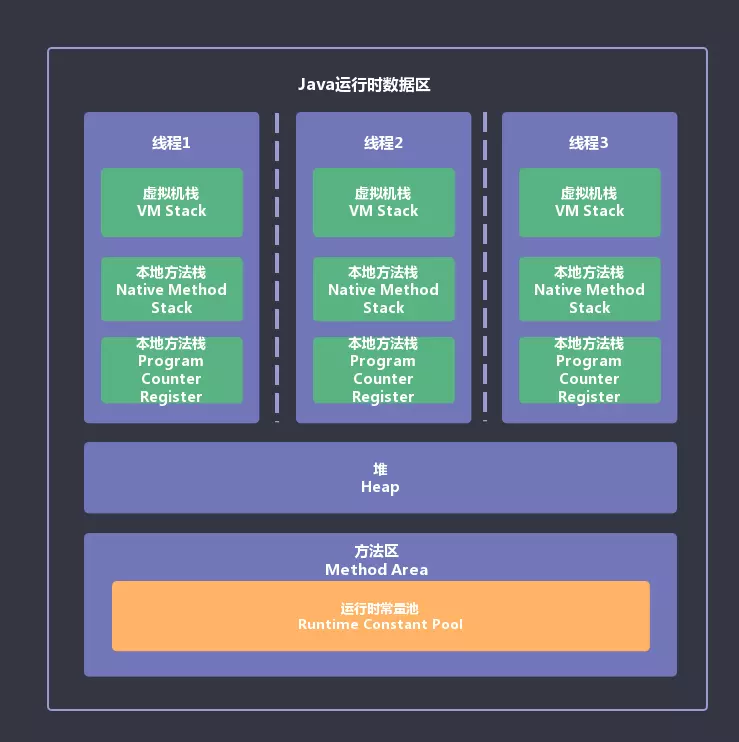 Java运行时数据区
线程1
虚拟机栈
VM Stack
本地方法栈
Native Method
Stack
本地方法栈
Program
Counter
Register
线程2
虚拟机栈
VM Stack
本地方法栈
Native Method
Stack
本地方法栈
Program
Counter
Register
线程3
虚拟机栈
VM Stack
本地方法栈
Native Method
Stack
本地方法栈
Program
Counter
Register
堆
Heap
方法区
Method Area
运行时常量池
Runtime Constant Pool